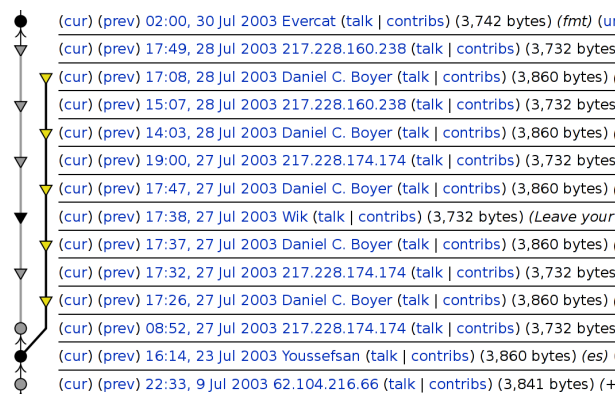 (cur) (prev) 02:00, 30 Jul 2003 Evercat (talk | contribs) (3,742 bytes) (fmt) (
(cur) (prev) 17:49, 28 Jul 2003 217.228.160.238 (talk | contribs) (3,732 bytes
(cur) (prev) 17:08, 28 Jul 2003 Daniel C. Boyer (talk | contribs) (3,860 bytes)
(cur) (prev) 15:07, 28 Jul 2003 217.228.160.238 (talk | contribs) (3,732 bytes
(cur) (prev) 14:03, 28 Jul 2003 Daniel C. Boyer (talk | contribs) (3,860 bytes)
(cur) (prev) 19:00, 27 Jul 2003 217.228.174.174 (talk | contribs) (3,732 bytes
(cur) (prev) 17:47, 27 Jul 2003 Daniel C. Boyer (talk | contribs) (3,860 bytes)
(cur) (prev) 17:38, 27 Jul 2003 Wik (talk | contribs) (3,732 bytes) (Leave your
(cur) (prev) 17:37, 27 Jul 2003 Daniel C. Boyer (talk | contribs) (3,860 bytes)
(cur) (prev) 17:32, 27 Jul 2003 217.228.174.174 (talk | contribs) (3,732 bytes
(cur) (prev) 17:26, 27 Jul 2003 Daniel C. Boyer (talk | contribs) (3,860 bytes)
(cur) (prev) 08:52, 27 Jul 2003 217.228.174.174 (talk | contribs) (3,732 bytes
(cur) (prev) 16:14, 23 Jul 2003 Youssefsan (talk | contribs) (3,860 bytes) (es)
(cur) (prev) 22:33, 9 Jul 2003 62.104.216.66 (talk | contribs) (3,841 bytes) (+